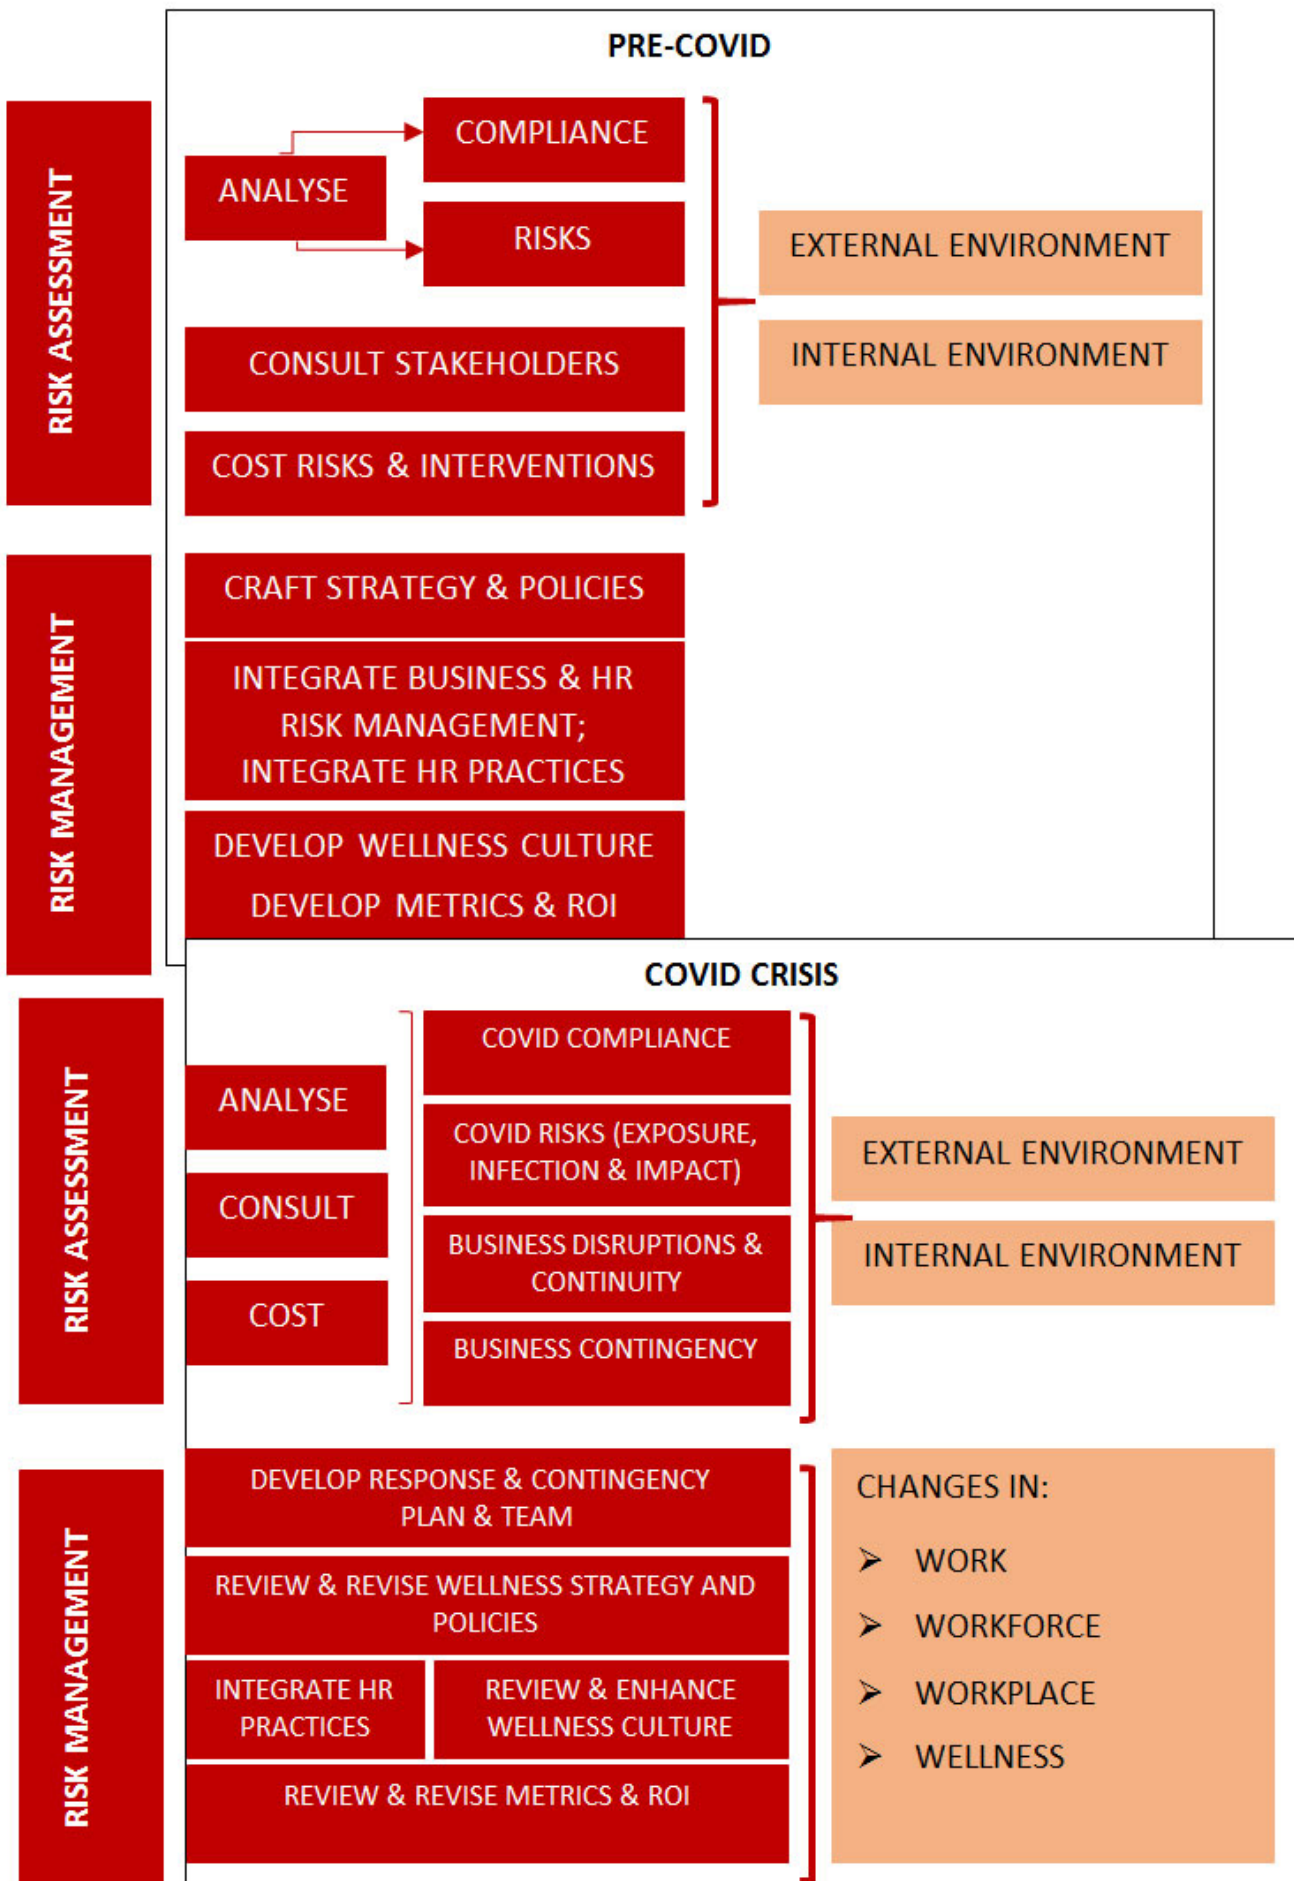 PRE-COVID
RISK ASSESSMENT
ANALYSE
COMPLIANCE
RISKS
CONSULT STAKEHOLDERS
COST RISKS & INTERVENTIONS
EXTERNAL ENVIRONMENT
INTERNAL ENVIRONMENT
RISK MANAGEMENT
CRAFT STRATEGY & POLICIES
INTEGRATE BUSINESS & HR
RISK MANAGEMENT;
INTEGRATE HR PRACTICES
DEVELOP WELLNESS CULTURE
DEVELOP METRICS & ROI
COVID CRISIS
RISK ASSESSMENT
ANALYSE
CONSULT
COST
COVID COMPLIANCE
COVID RISKS (EXPOSURE,
INFECTION & IMPACT)
BUSINESS DISRUPTIONS &
CONTINUITY
BUSINESS CONTINGENCY
EXTERNAL ENVIRONMENT
INTERNAL ENVIRONMENT
RISK MANAGEMENT
DEVELOP RESPONSE & CONTINGENCY
PLAN & TEAM
REVIEW & REVISE WELLNESS STRATEGY AND
POLICIES
INTEGRATE HR
PRACTICES
REVIEW & ENHANCE
WELLNESS CULTURE
REVIEW & REVISE METRICS & ROI
CHANGES IN:
➢ WORK
➢ WORKFORCE
➢ WORKPLACE
➢ WELLNESS